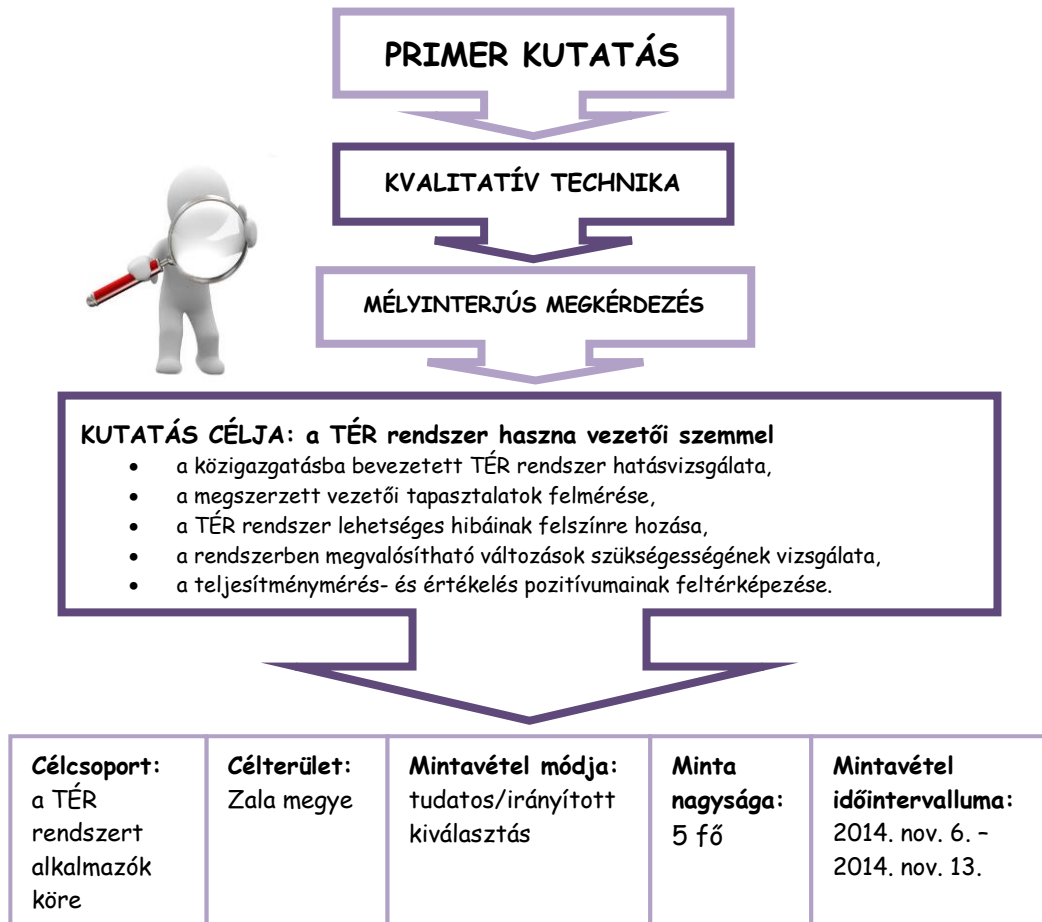 PRIMER KUTATÁS
KVALITATÍV TECHNIKA
MÉLYINTERJÚS MEGKÉRDEZÉS
KUTATÁS CÉLJA: a TÉR rendszer haszna vezetői szemmel
• a közigazgatásba bevezetett TÉR rendszer hatásvizsgálata,
• a megszerzett vezetői tapasztalatok felmérése,
• a TÉR rendszer lehetséges hibáinak felszínre hozása,
• a rendszerben megvalósítható változások szükségességének vizsgálata,
• a teljesítménymérés- és értékelés pozitívumainak feltérképezése.
Célcsoport:
a TÉR
rendszert
alkalmazók
köre
Célterület:
Zala megye
Mintavétel módja:
tudatos/irányított
kiválasztás
Minta
nagysága:
5 fő
Mintavétel
időintervalluma:
2014. nov. 6. –
2014. nov. 13.